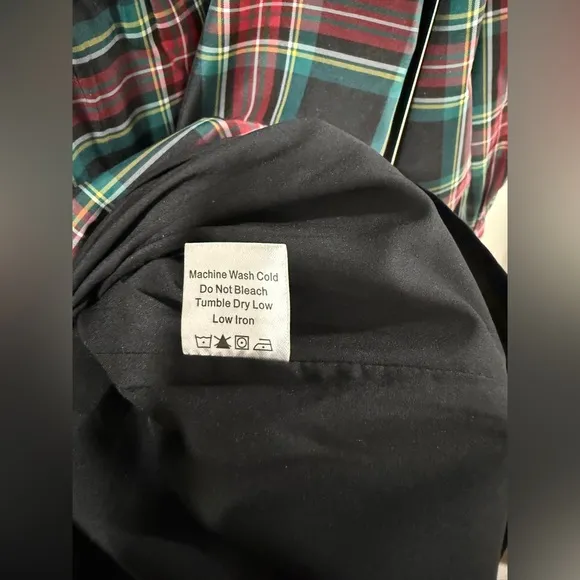 Machine Wash Cold
Do Not Bleach
Tumble Dry Low
Low Iron